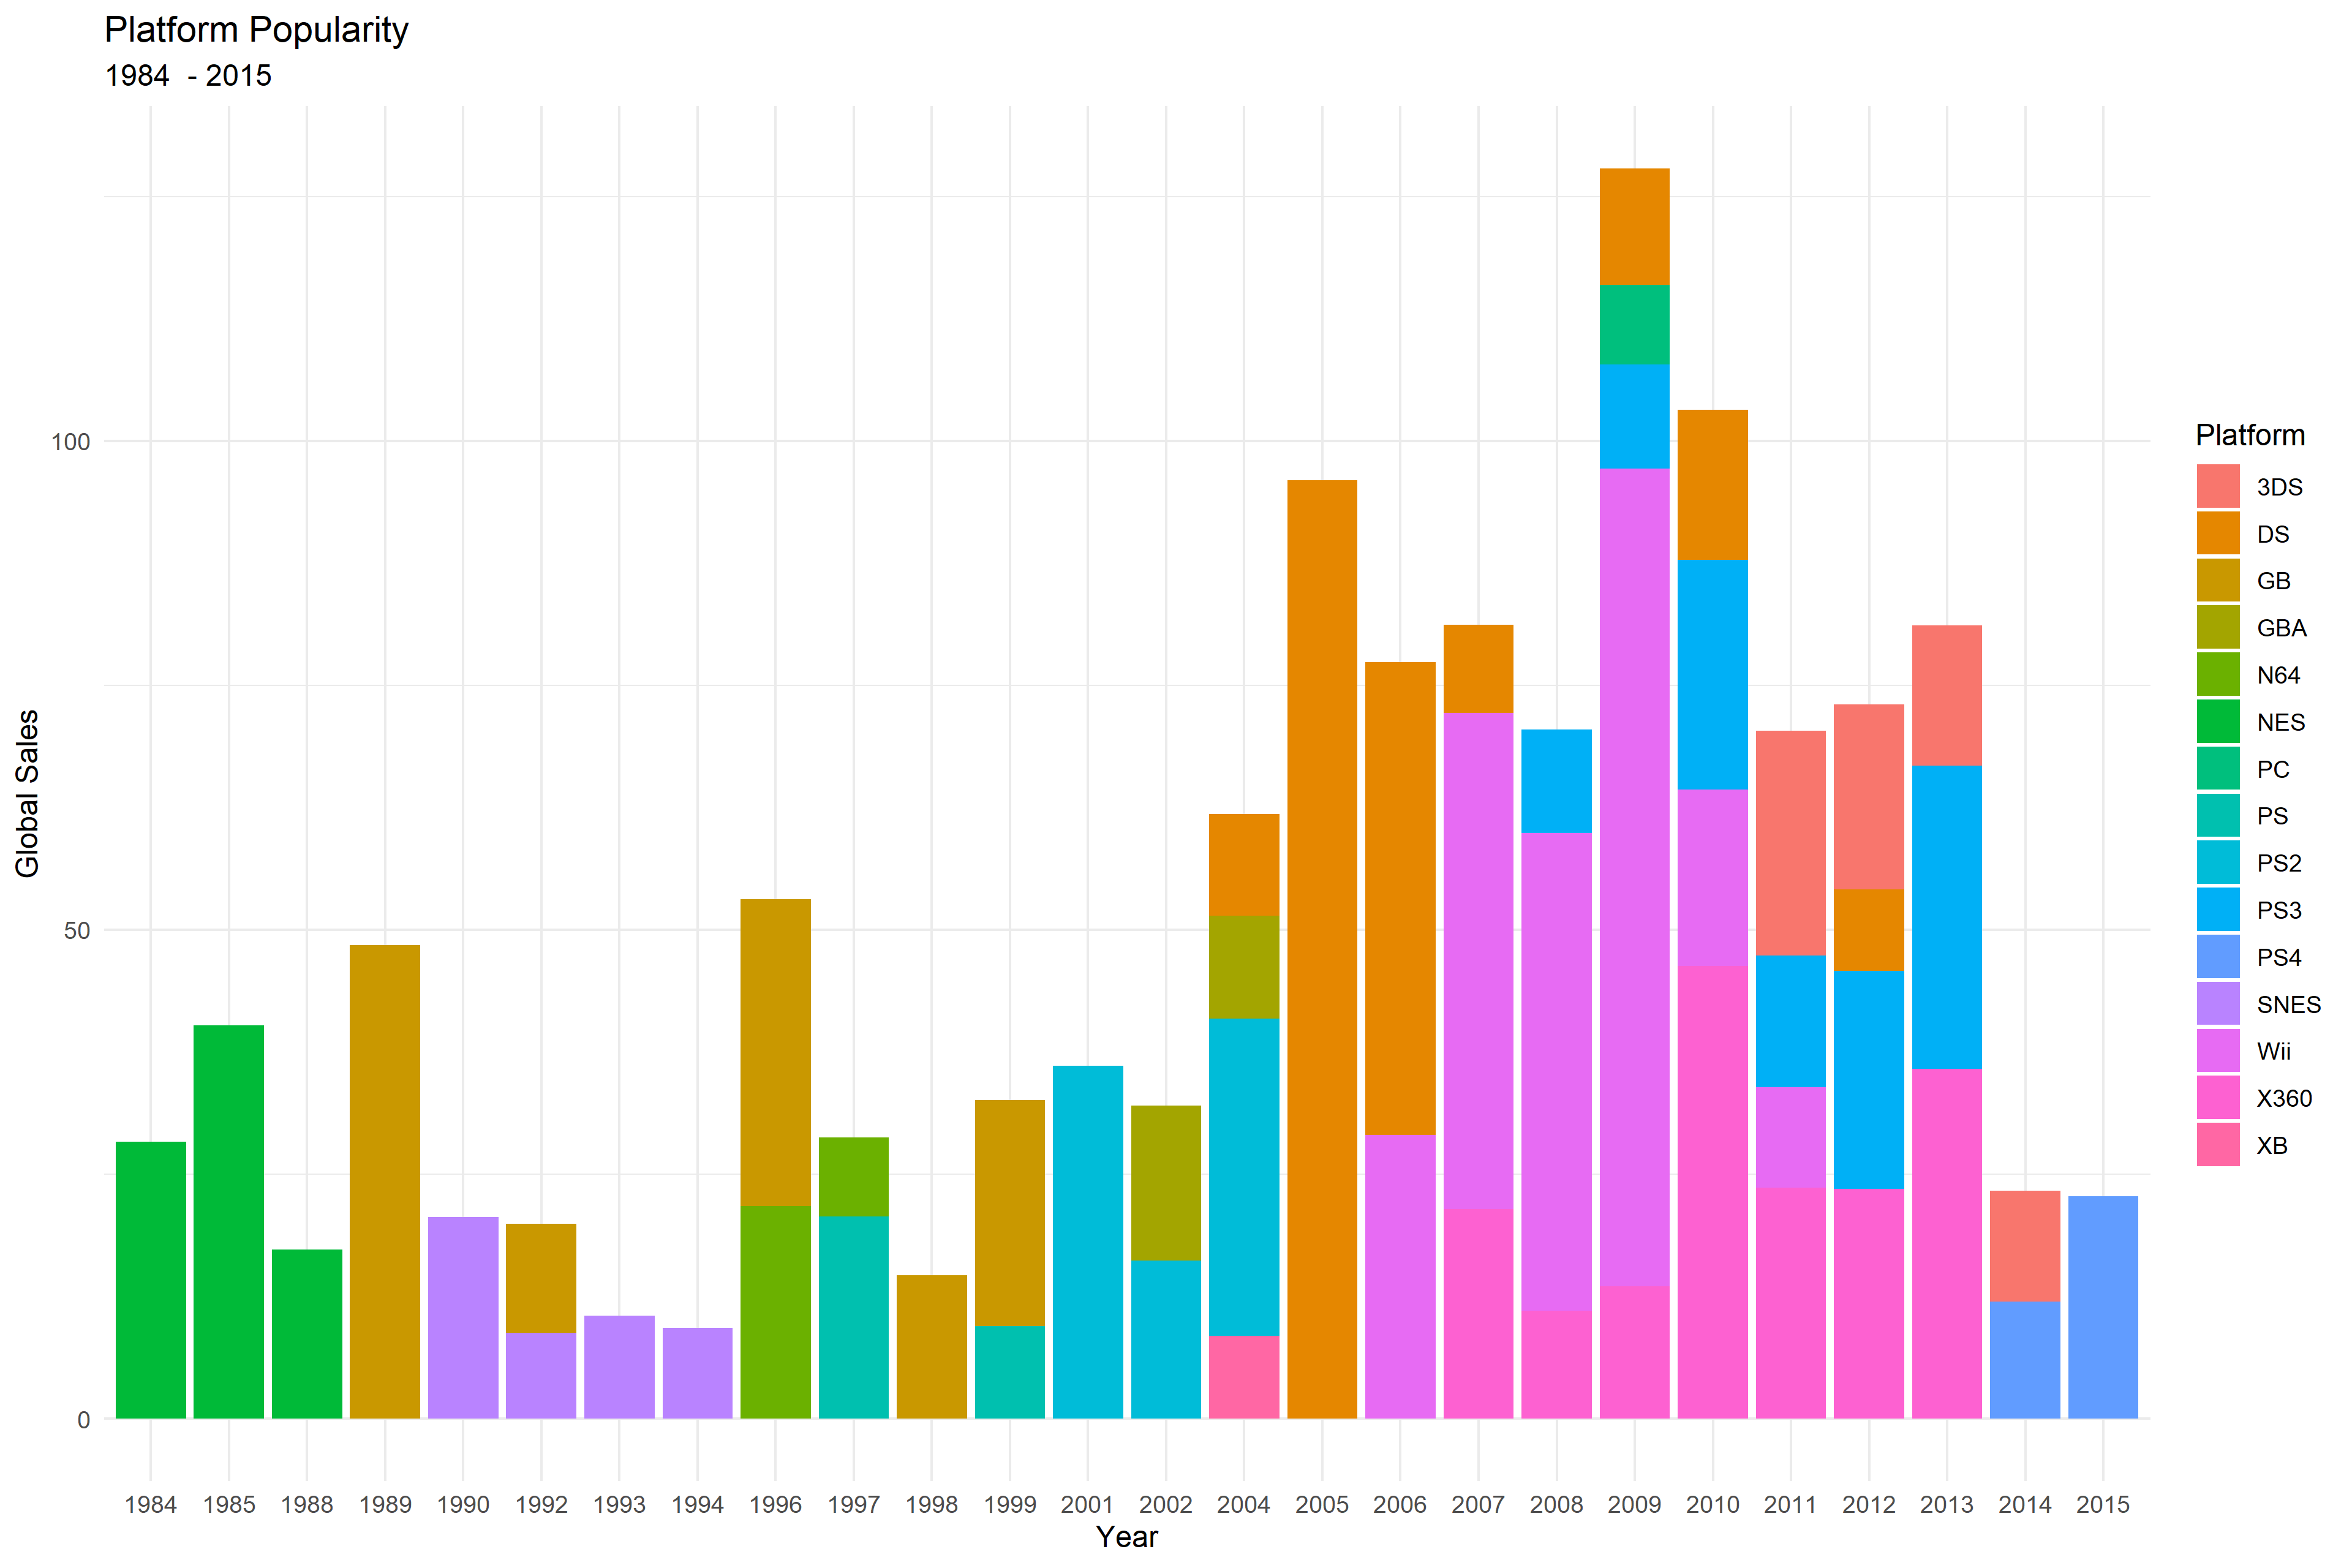 Platform Popularity
1984  - 2015
Global Sales
100
50
0
1984 1985 1988 1989 1990 1992 1993 1994 1996 1997 1998 1999 2001 2002 2004 2005 2006 2007 2008 2009 2010 2011 2012 2013 2014 2015
Year
Platform
3DS
DS
GB
GBA
N64
NES
PC
PS
PS2
PS3
PS4
SNES
Wii
X360
XB